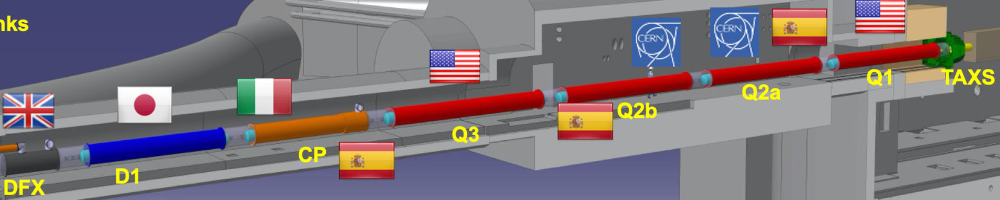 nks
CERN
CERN
Q1
TAXS
Q2a
Q2b
Q3
CP
D1
DFX